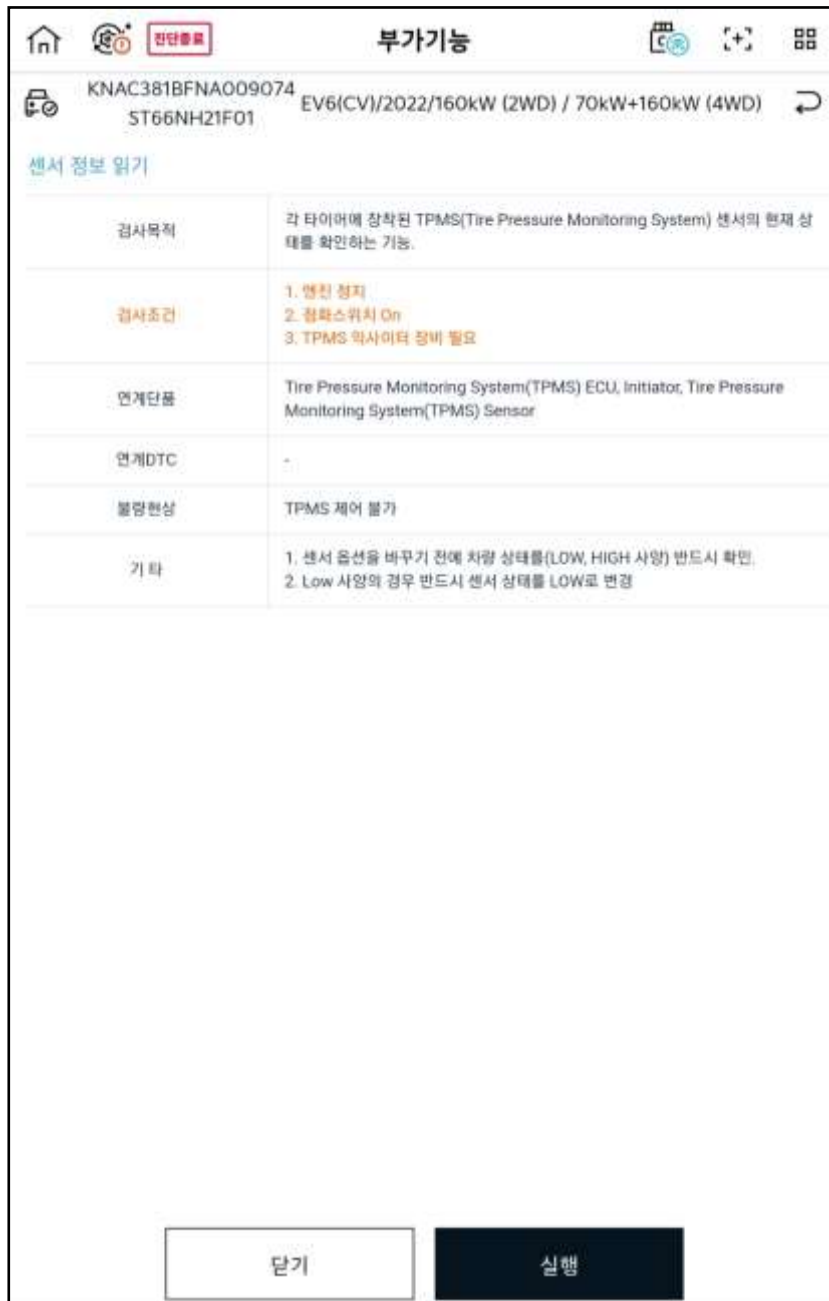 진단종료
부가기능
KNAC381BFNA009074
ST66NH21F01
EV6(CV)/2022/160kW (2WD) / 70kW+160kW (4WD)
센서 정보 읽기
검사목적
각 타이어에 장착된 TPMS(Tire Pressure Monitoring System) 센서의 현재 상
태를 확인하는 기능.
검사조건
1. 엔진 정지
2. 점화스위치 On
3. TPMS 익사이터 장비 필요
연계단품
Tire Pressure Monitoring System(TPMS) ECU, Initiator, Tire Pressure
Monitoring System(TPMS) Sensor
연계DTC
-
불량현상
TPMS 제어 불가
기 타
1. 센서 옵션을 바꾸기 전에 차량 상태를(LOW, HIGH 사양) 반드시 확인.
2. Low 사양의 경우 반드시 센서 상태를 LOW로 변경
닫기
실행